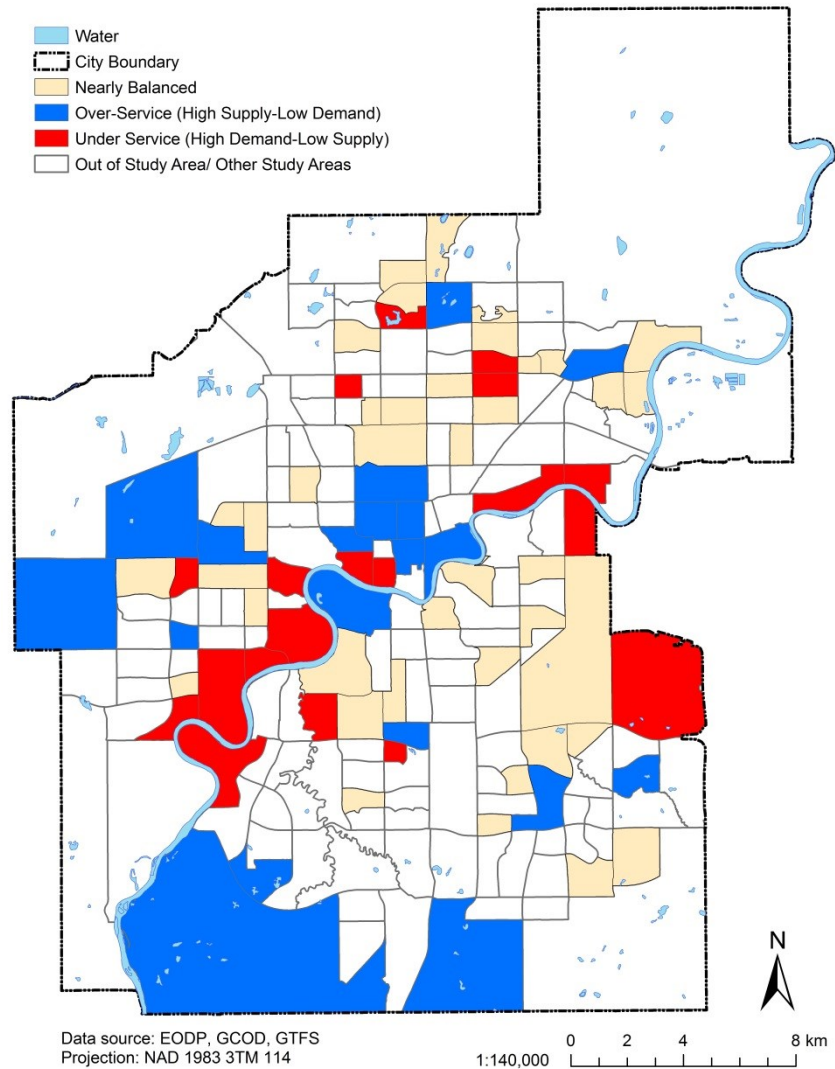 Water
City Boundary
Nearly Balanced
Over-Service (High Supply-Low Demand)
Under Service (High Demand-Low Supply)
Out of Study Area/ Other Study Areas
N
Data source: EODP, GCOD, GTFS
Projection: NAD 1983 3TM 114
1:140,000
0 2 4 8 km